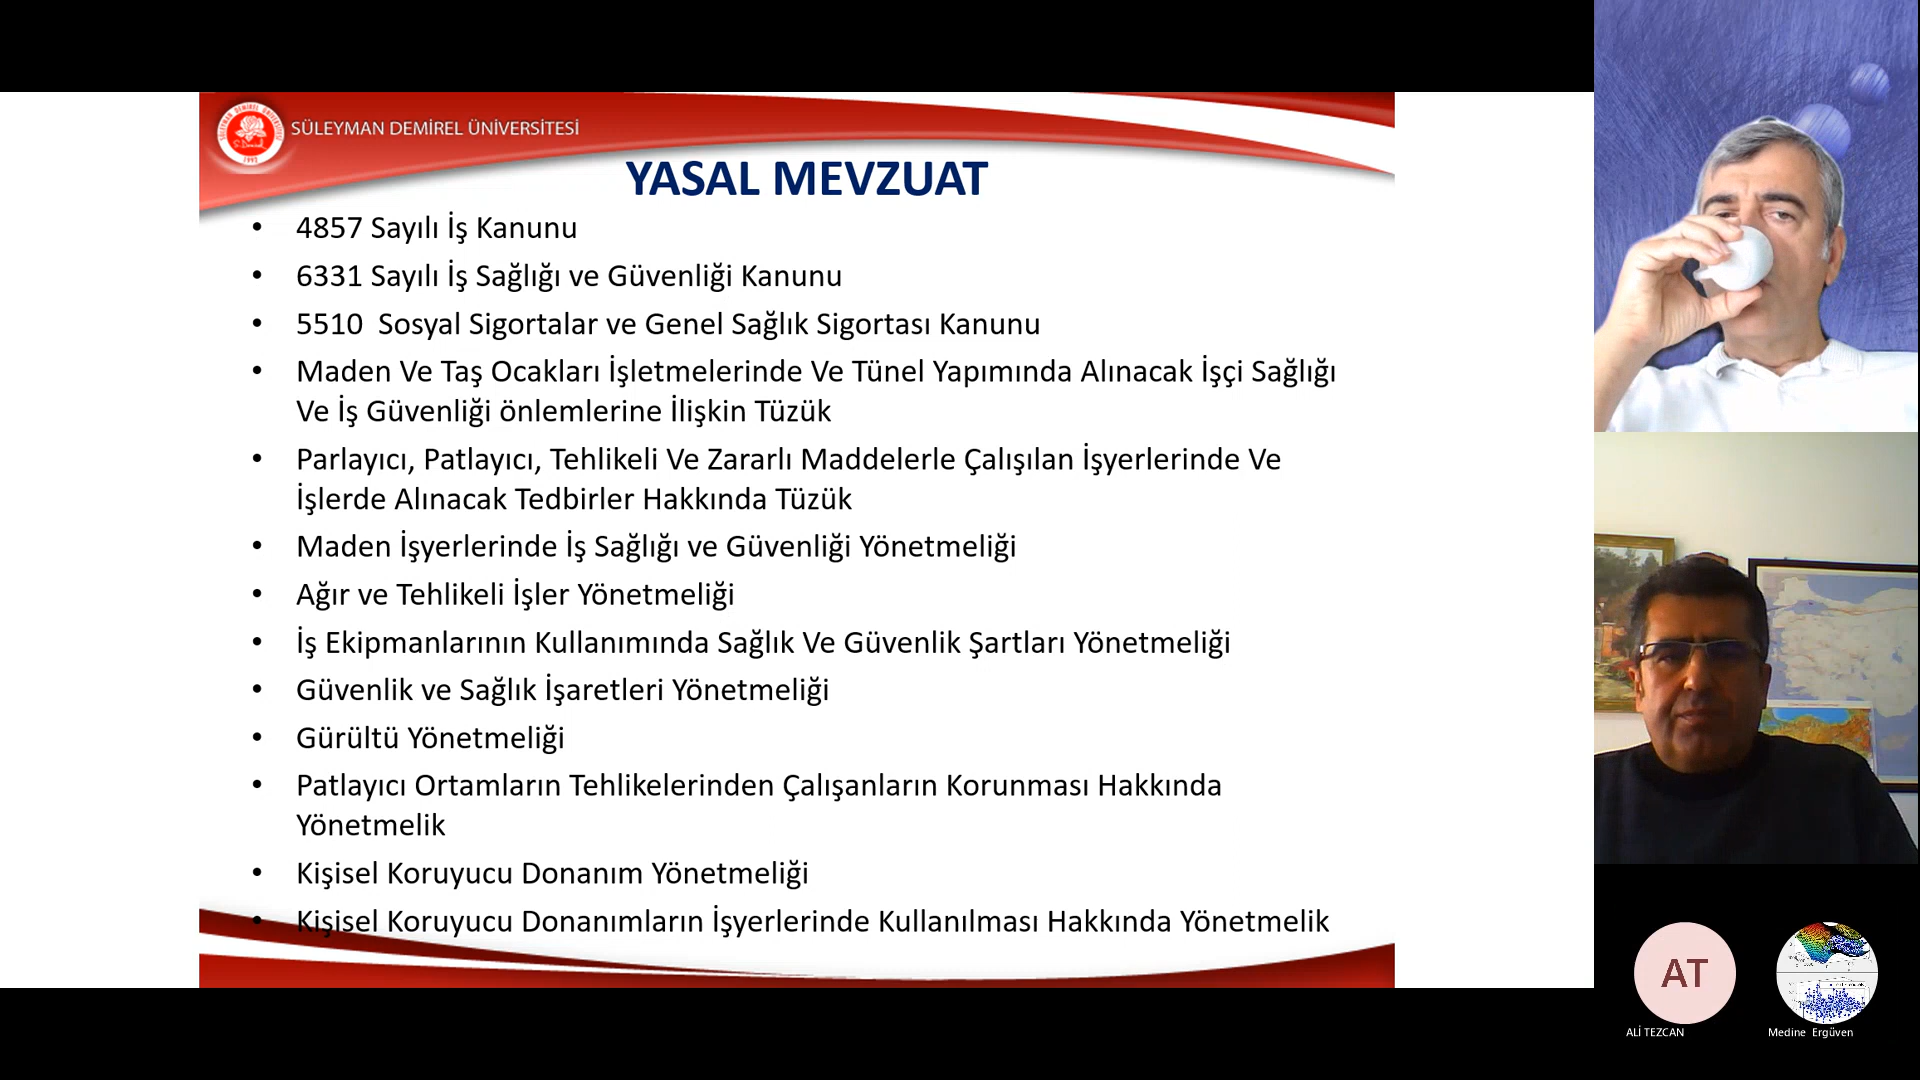 SÜLEYMAN DEMİREL ÜNİVERSİTESİ
YASAL MEVZUAT
• 4857 Sayılı İş Kanunu
• 6331 Sayılı İş Sağlığı ve Güvenliği Kanunu
• 5510  Sosyal Sigortalar ve Genel Sağlık Sigortası Kanunu
• Maden Ve Taş Ocakları İşletmelerinde Ve Tünel Yapımında Alınacak İşçi Sağlığı
Ve İş Güvenliği önlemlerine İlişkin Tüzük
• Parlayıcı, Patlayıcı, Tehlikeli Ve Zararlı Maddelerle Çalışılan İşyerlerinde Ve
İşlerde Alınacak Tedbirler Hakkında Tüzük
• Maden İşyerlerinde İş Sağlığı ve Güvenliği Yönetmeliği
• Ağır ve Tehlikeli İşler Yönetmeliği
• İş Ekipmanlarının Kullanımında Sağlık Ve Güvenlik Şartları Yönetmeliği
• Güvenlik ve Sağlık İşaretleri Yönetmeliği
• Gürültü Yönetmeliği
• Patlayıcı Ortamların Tehlikelerinden Çalışanların Korunması Hakkında
Yönetmelik
• Kişisel Koruyucu Donanım Yönetmeliği
• Kişisel Koruyucu Donanımların İşyerlerinde Kullanılması Hakkında Yönetmelik
AT
ALİ TEZCAN
Medine Ergüven